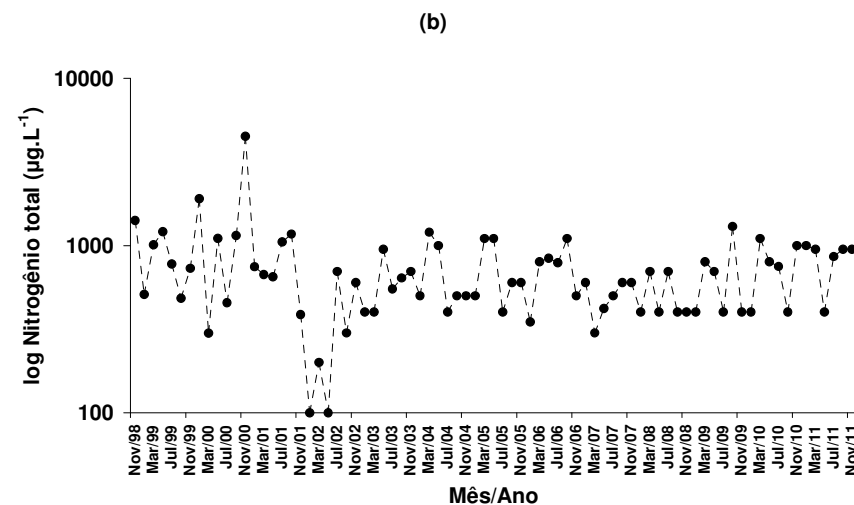 (b)
log Nitrogênio total (µg.L-1)
10000
1000
100
Nov/98
Mar/99
Jul/99
Nov/99
Mar/00
Jul/00
Nov/00
Mar/01
Jul/01
Nov/01
Mar/02
Jul/02
Nov/02
Mar/03
Jul/03
Nov/03
Mar/04
Jul/04
Nov/04
Mar/05
Jul/05
Nov/05
Mar/06
Jul/06
Nov/06
Mar/07
Jul/07
Nov/07
Mar/08
Jul/08
Nov/08
Mar/09
Jul/09
Nov/09
Mar/10
Jul/10
Nov/10
Mar/11
Jul/11
Nov/11
Mês/Ano